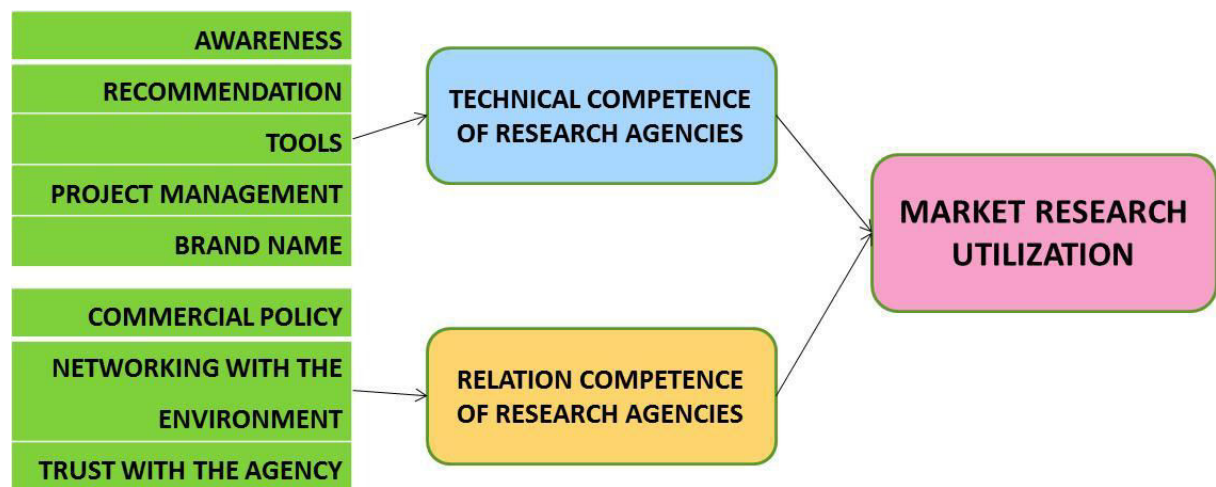 AWARENESS
RECOMMENDATION
TOOLS
PROJECT MANAGEMENT
BRAND NAME
COMMERCIAL POLICY
NETWORKING WITH THE
ENVIRONMENT
TRUST WITH THE AGENCY
TECHNICAL COMPETENCE
OF RESEARCH AGENCIES
RELATION COMPETENCE
OF RESEARCH AGENCIES
MARKET RESEARCH
UTILIZATION